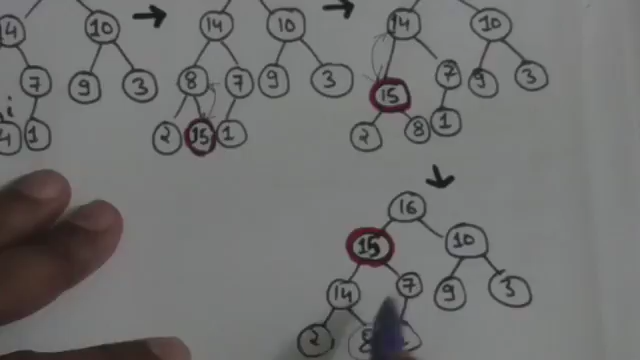 14 10
7 9 3
i
4 1
14 10
8 7 9 3
2 15 1
14 10
15 7 9 3
2 8 1
16
15 10
14 7 9 3
2 8